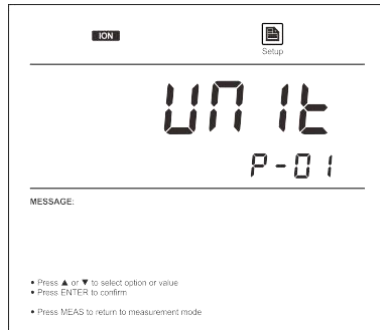 ION
Setup
UNIt
P-01
MESSAGE:
• Press ▲ or ▼ to select option or value
• Press ENTER to confirm
• Press MEAS to return to measurement mode